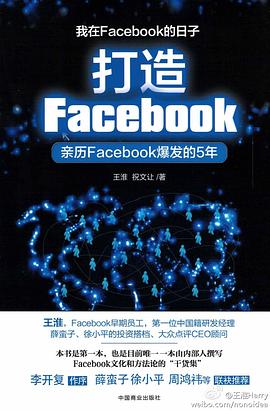 我在Facebook的日子
打造
Facebook
亲历Facebook爆发的5年
王淮 祝文让/著
王淮，Facebook早期员工，第一位中国籍研发经理
薛蛮子、徐小平的投资搭档、大众点评CEO顾问
本书是第一本，也是目前唯一一本由内部人撰写
Facebook文化和方法论的“干货集”
李开复 作序 薛蛮子 徐小平 周鸿祎等 联袂推荐
中国商业出版社
@王淮Harry
weibo.com/nonoidea